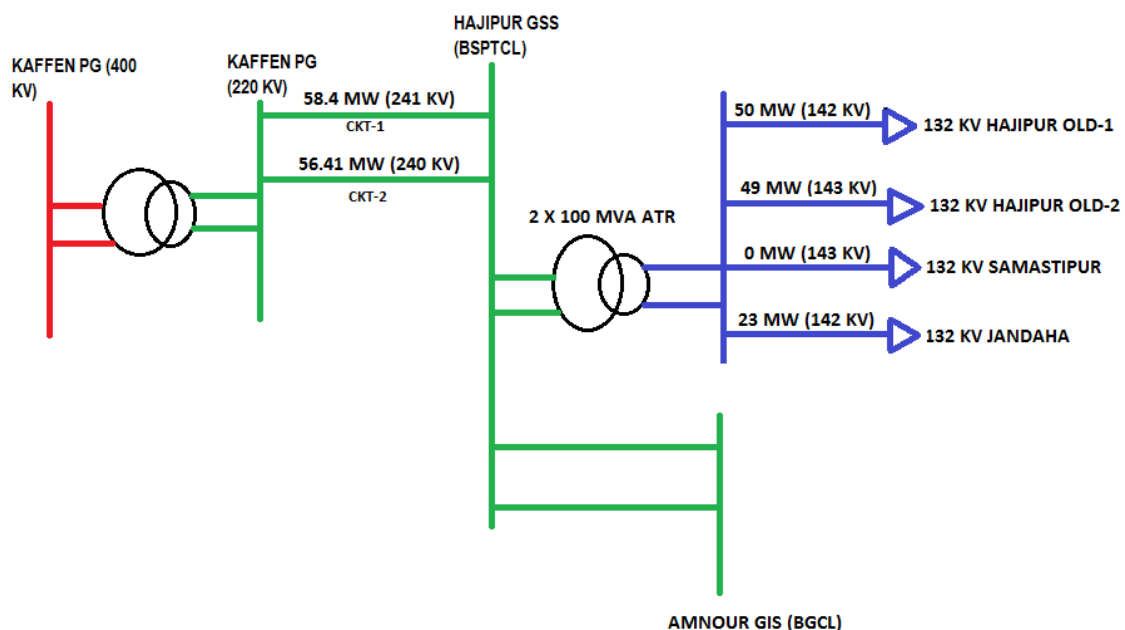 KAFFEN PG (400
KV)
KAFFEN PG
(220 KV)
HAJIPUR GSS
(BSPTCL)
58.4 MW (241 KV)
CKT-1
56.41 MW (240 KV)
CKT-2
2 X 100 MVA ATR
50 MW (142 KV)
132 KV HAJIPUR OLD-1
49 MW (143 KV)
132 KV HAJIPUR OLD-2
0 MW (143 KV)
132 KV SAMASTIPUR
23 MW (142 KV)
132 KV JANDAHA
AMNOUR GIS (BGCL)